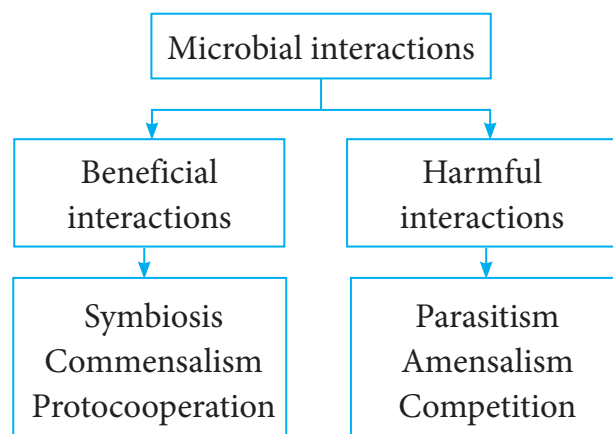 Microbial interactions
Beneficial
interactions
Harmful
interactions
Symbiosis
Commensalism
Protocooperation
Parasitism
Amensalism
Competition